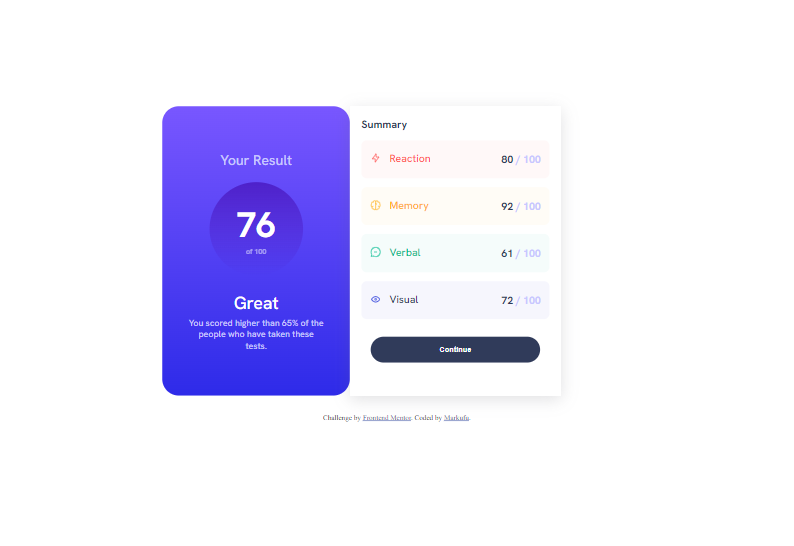 Your Result
76
of 100
Great
You scored higher than 65% of the
people who have taken these
tests.
Summary
Reaction 80 / 100
Memory 92 / 100
Verbal 61 / 100
Visual 72 / 100
Continue
Challenge by Frontend Mentor. Coded by Markufa.